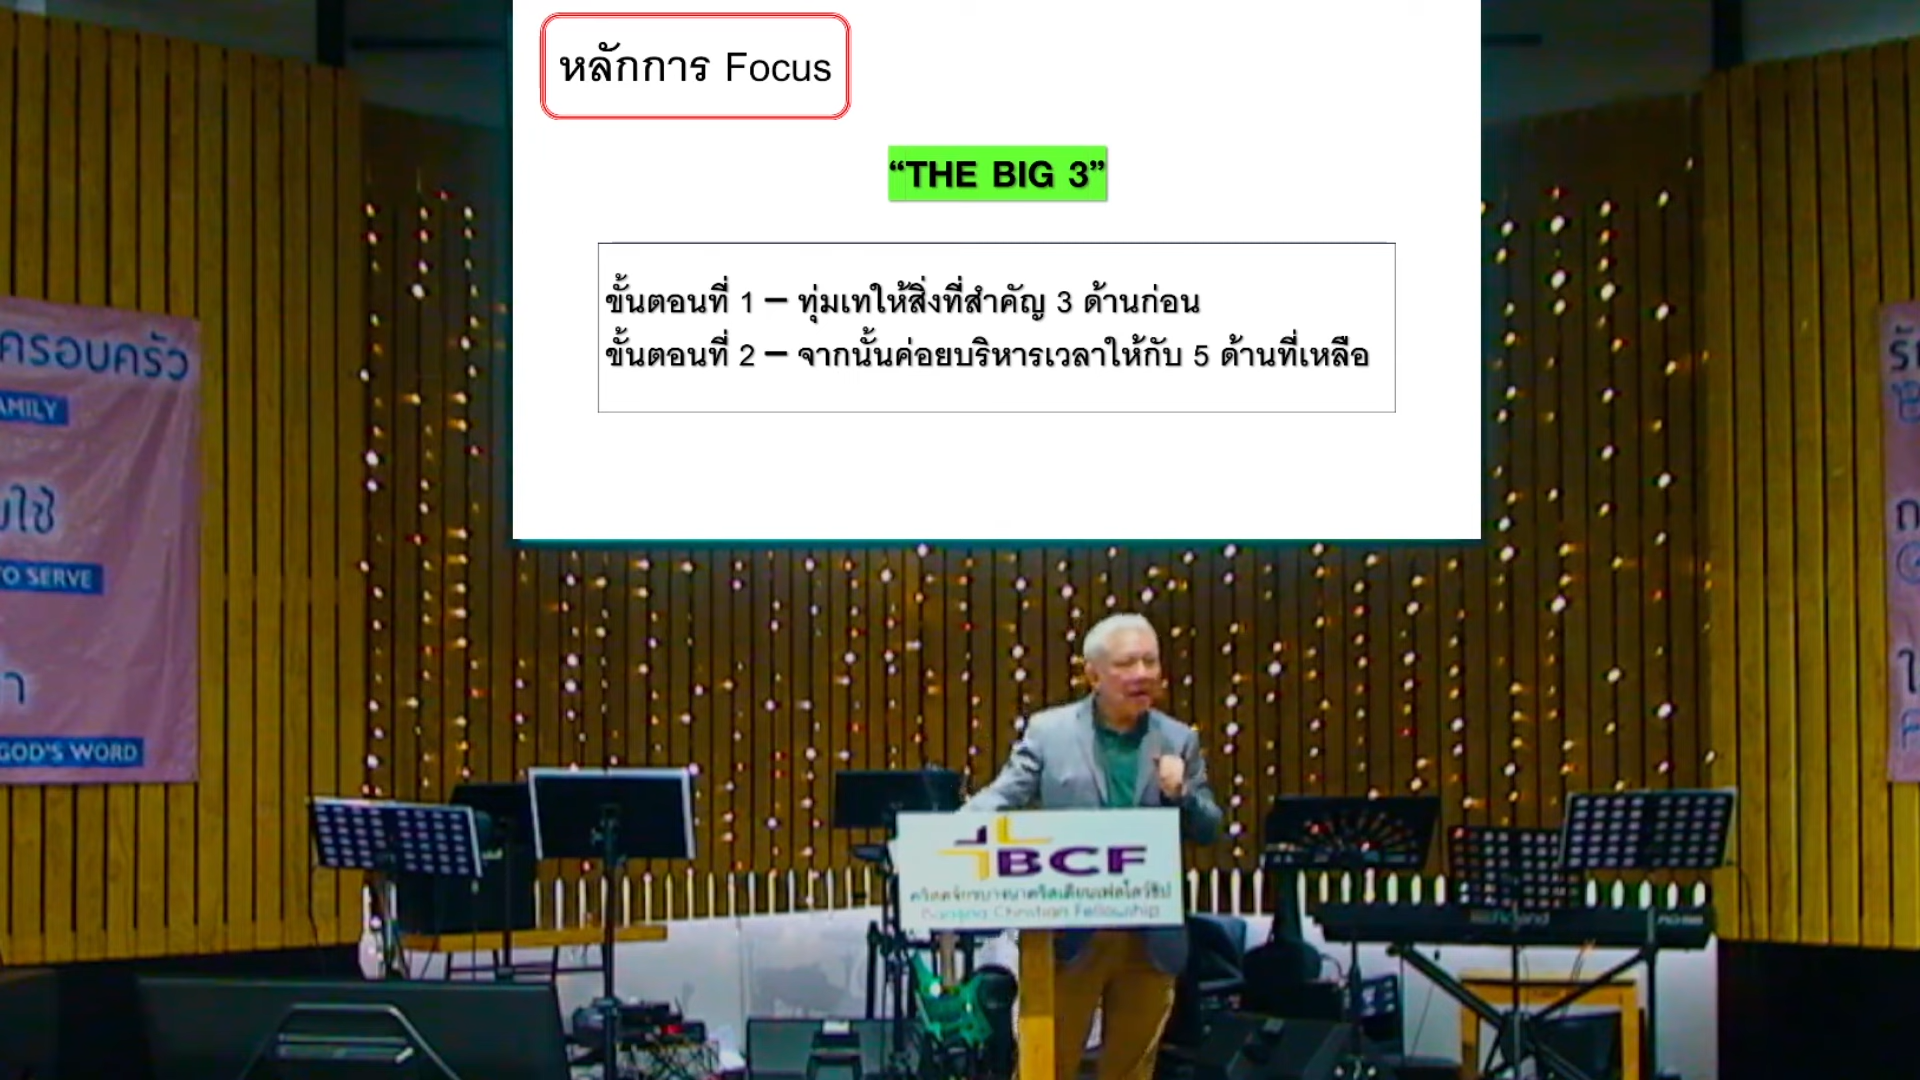 หลักการ Focus
“THE BIG 3”
ขั้นตอนที่ 1 – ทุ่มเทให้สิ่งที่สำคัญ 3 ด้านก่อน
ขั้นตอนที่ 2 – จากนั้นค่อยบริหารเวลาให้กับ 5 ด้านที่เหลือ
ครอบครัว
AMILY
TO SERVE
GOD'S WORD
BCF
Christian Fellowship
Roland